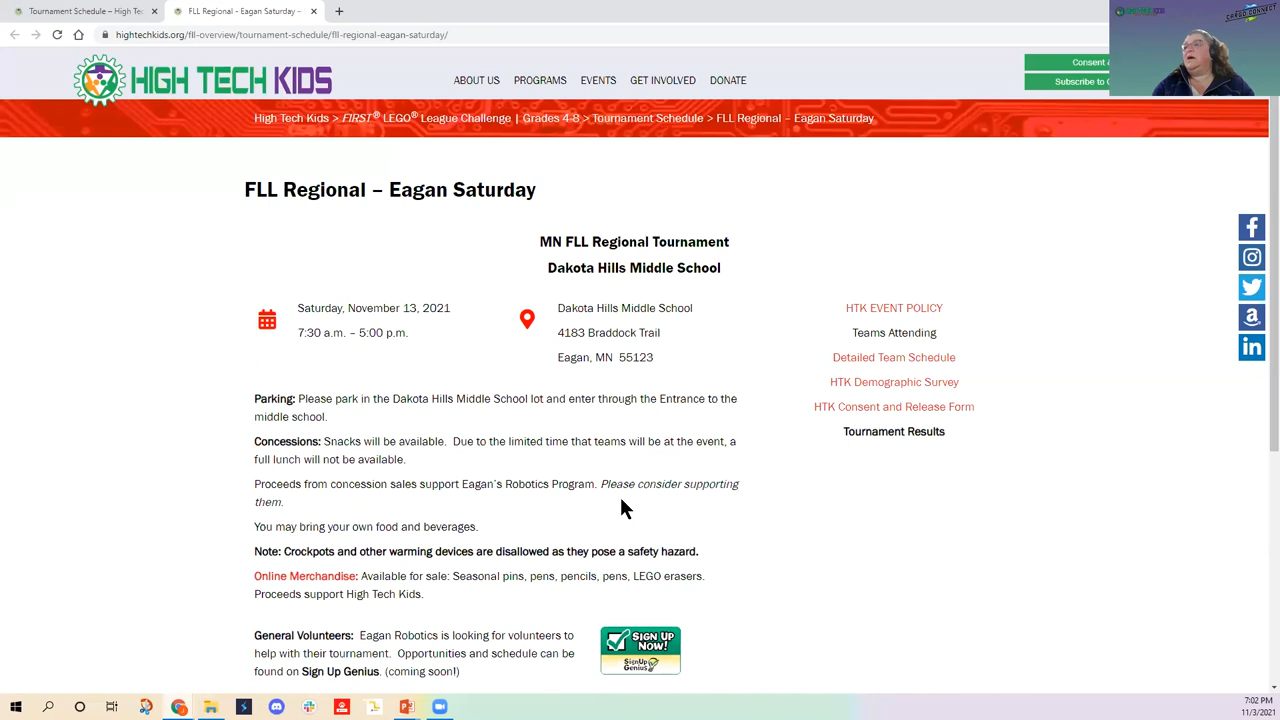 Tournament Schedule – High Tec
FLL Regional – Eagan Saturday –
hightechkids.org/fll-overview/tournament-schedule/fll-regional-eagan-saturday/
HIGH TECH KIDS
ABOUT US PROGRAMS EVENTS GET INVOLVED DONATE
Consent &
Subscribe to
CARGO CONNECT
High Tech Kids > FIRST® LEGO® League Challenge | Grades 4-8 > Tournament Schedule > FLL Regional – Eagan Saturday
FLL Regional – Eagan Saturday
MN FLL Regional Tournament
Dakota Hills Middle School
Saturday, November 13, 2021
7:30 a.m. – 5:00 p.m.
Dakota Hills Middle School
4183 Braddock Trail
Eagan, MN 55123
HTK EVENT POLICY
Teams Attending
Detailed Team Schedule
HTK Demographic Survey
HTK Consent and Release Form
Tournament Results
Parking: Please park in the Dakota Hills Middle School lot and enter through the Entrance to the
middle school.
Concessions: Snacks will be available. Due to the limited time that teams will be at the event, a
full lunch will not be available.
Proceeds from concession sales support Eagan's Robotics Program. Please consider supporting
them.
You may bring your own food and beverages.
Note: Crockpots and other warming devices are disallowed as they pose a safety hazard.
Online Merchandise: Available for sale: Seasonal pins, pens, pencils, pens, LEGO erasers.
Proceeds support High Tech Kids.
General Volunteers: Eagan Robotics is looking for volunteers to
help with their tournament. Opportunities and schedule can be
found on Sign Up Genius. (coming soon!)
SIGN UP
NOW!
SignUp
Genius
7:02 PM
11/3/2021